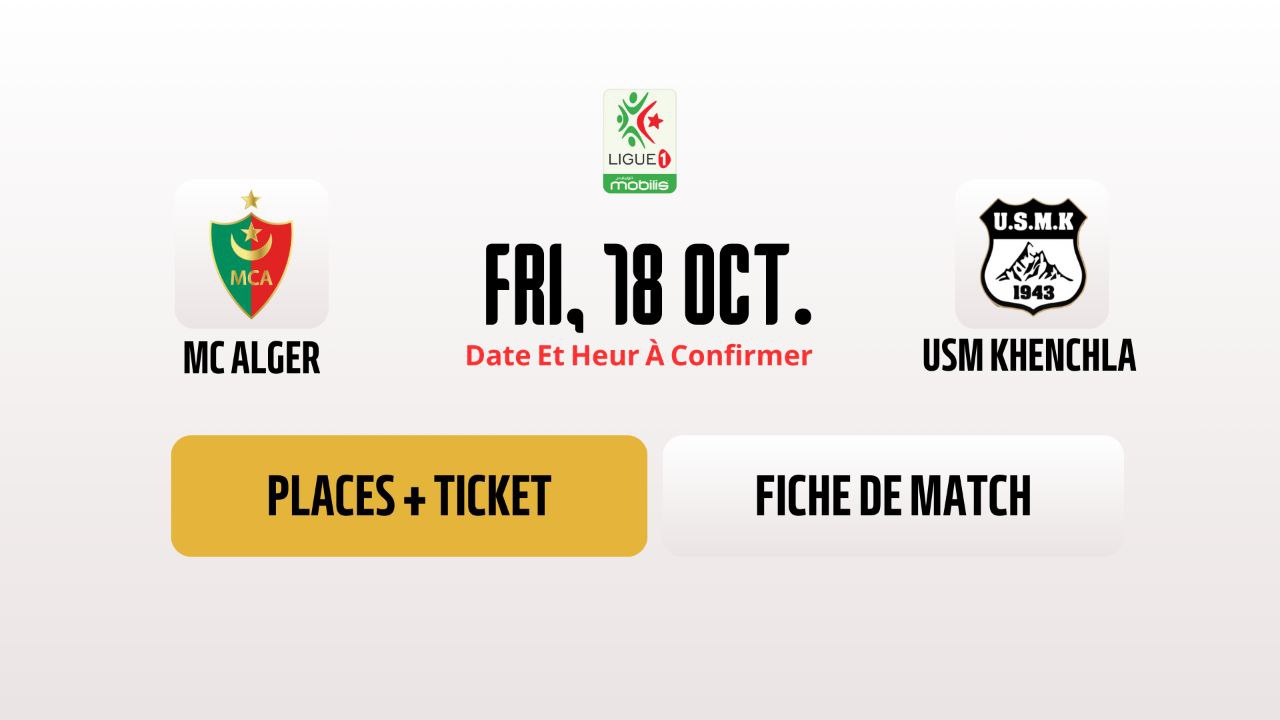 LIGUE 1
mobilis
MCA
MC ALGER
FRI, 18 OCT.
Date Et Heur À Confirmer
U.S.M.K
1943
USM KHENCHLA
PLACES + TICKET
FICHE DE MATCH